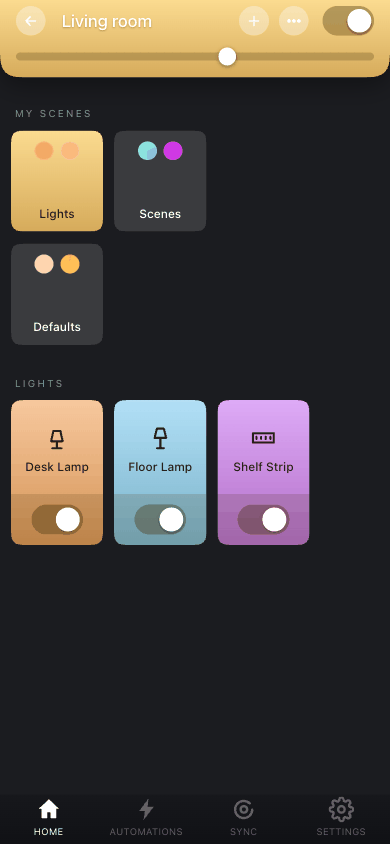 Living room
MY SCENES
Lights
Scenes
Defaults
LIGHTS
Desk Lamp
Floor Lamp
Shelf Strip
HOME
AUTOMATIONS
SYNC
SETTINGS